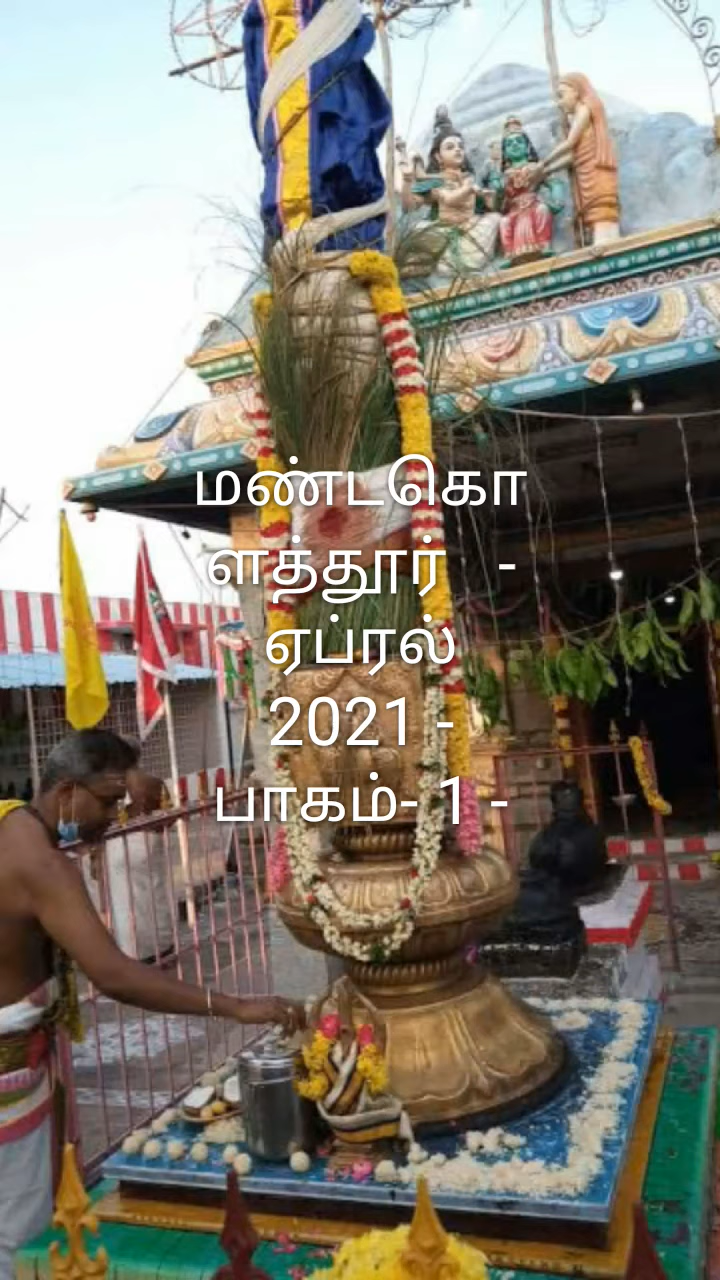 மண்டகொ
ளத்தூர் -
ஏப்ரல்
2021 -
பாகம்- 1 -